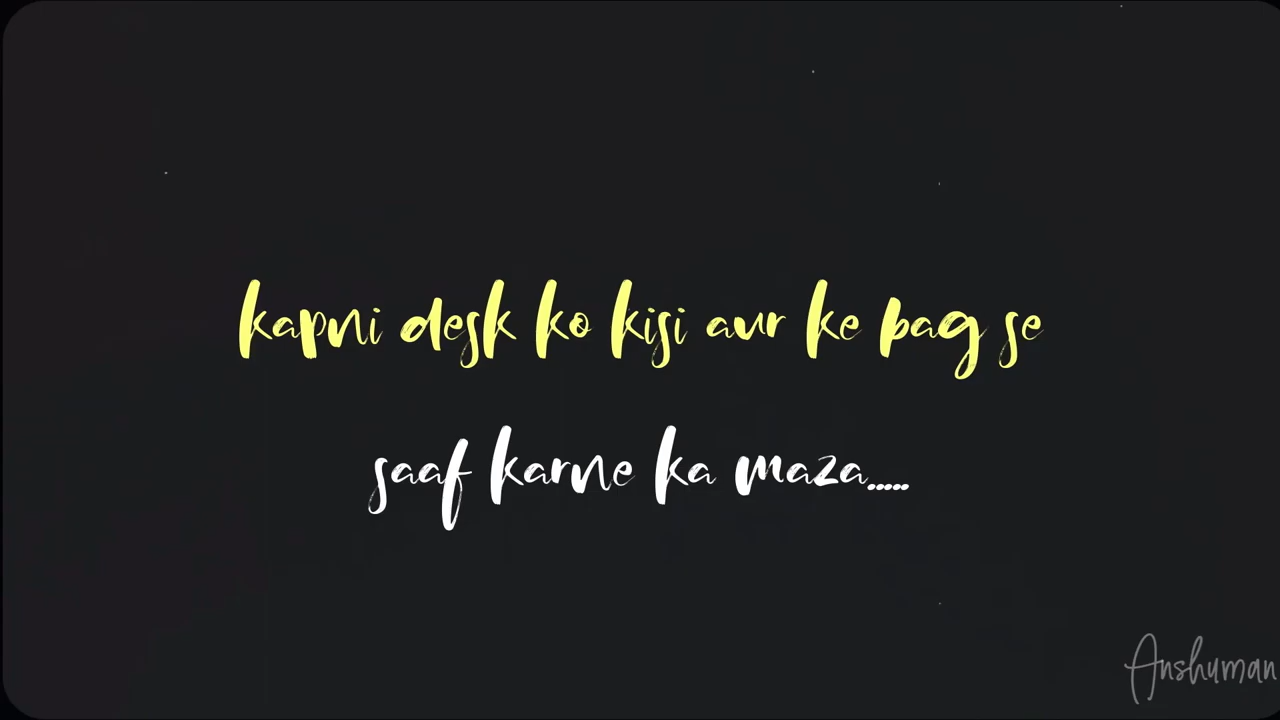 kapni desk ko kisi aur ke bag se
saaf karne ka maza.....
Anshuman